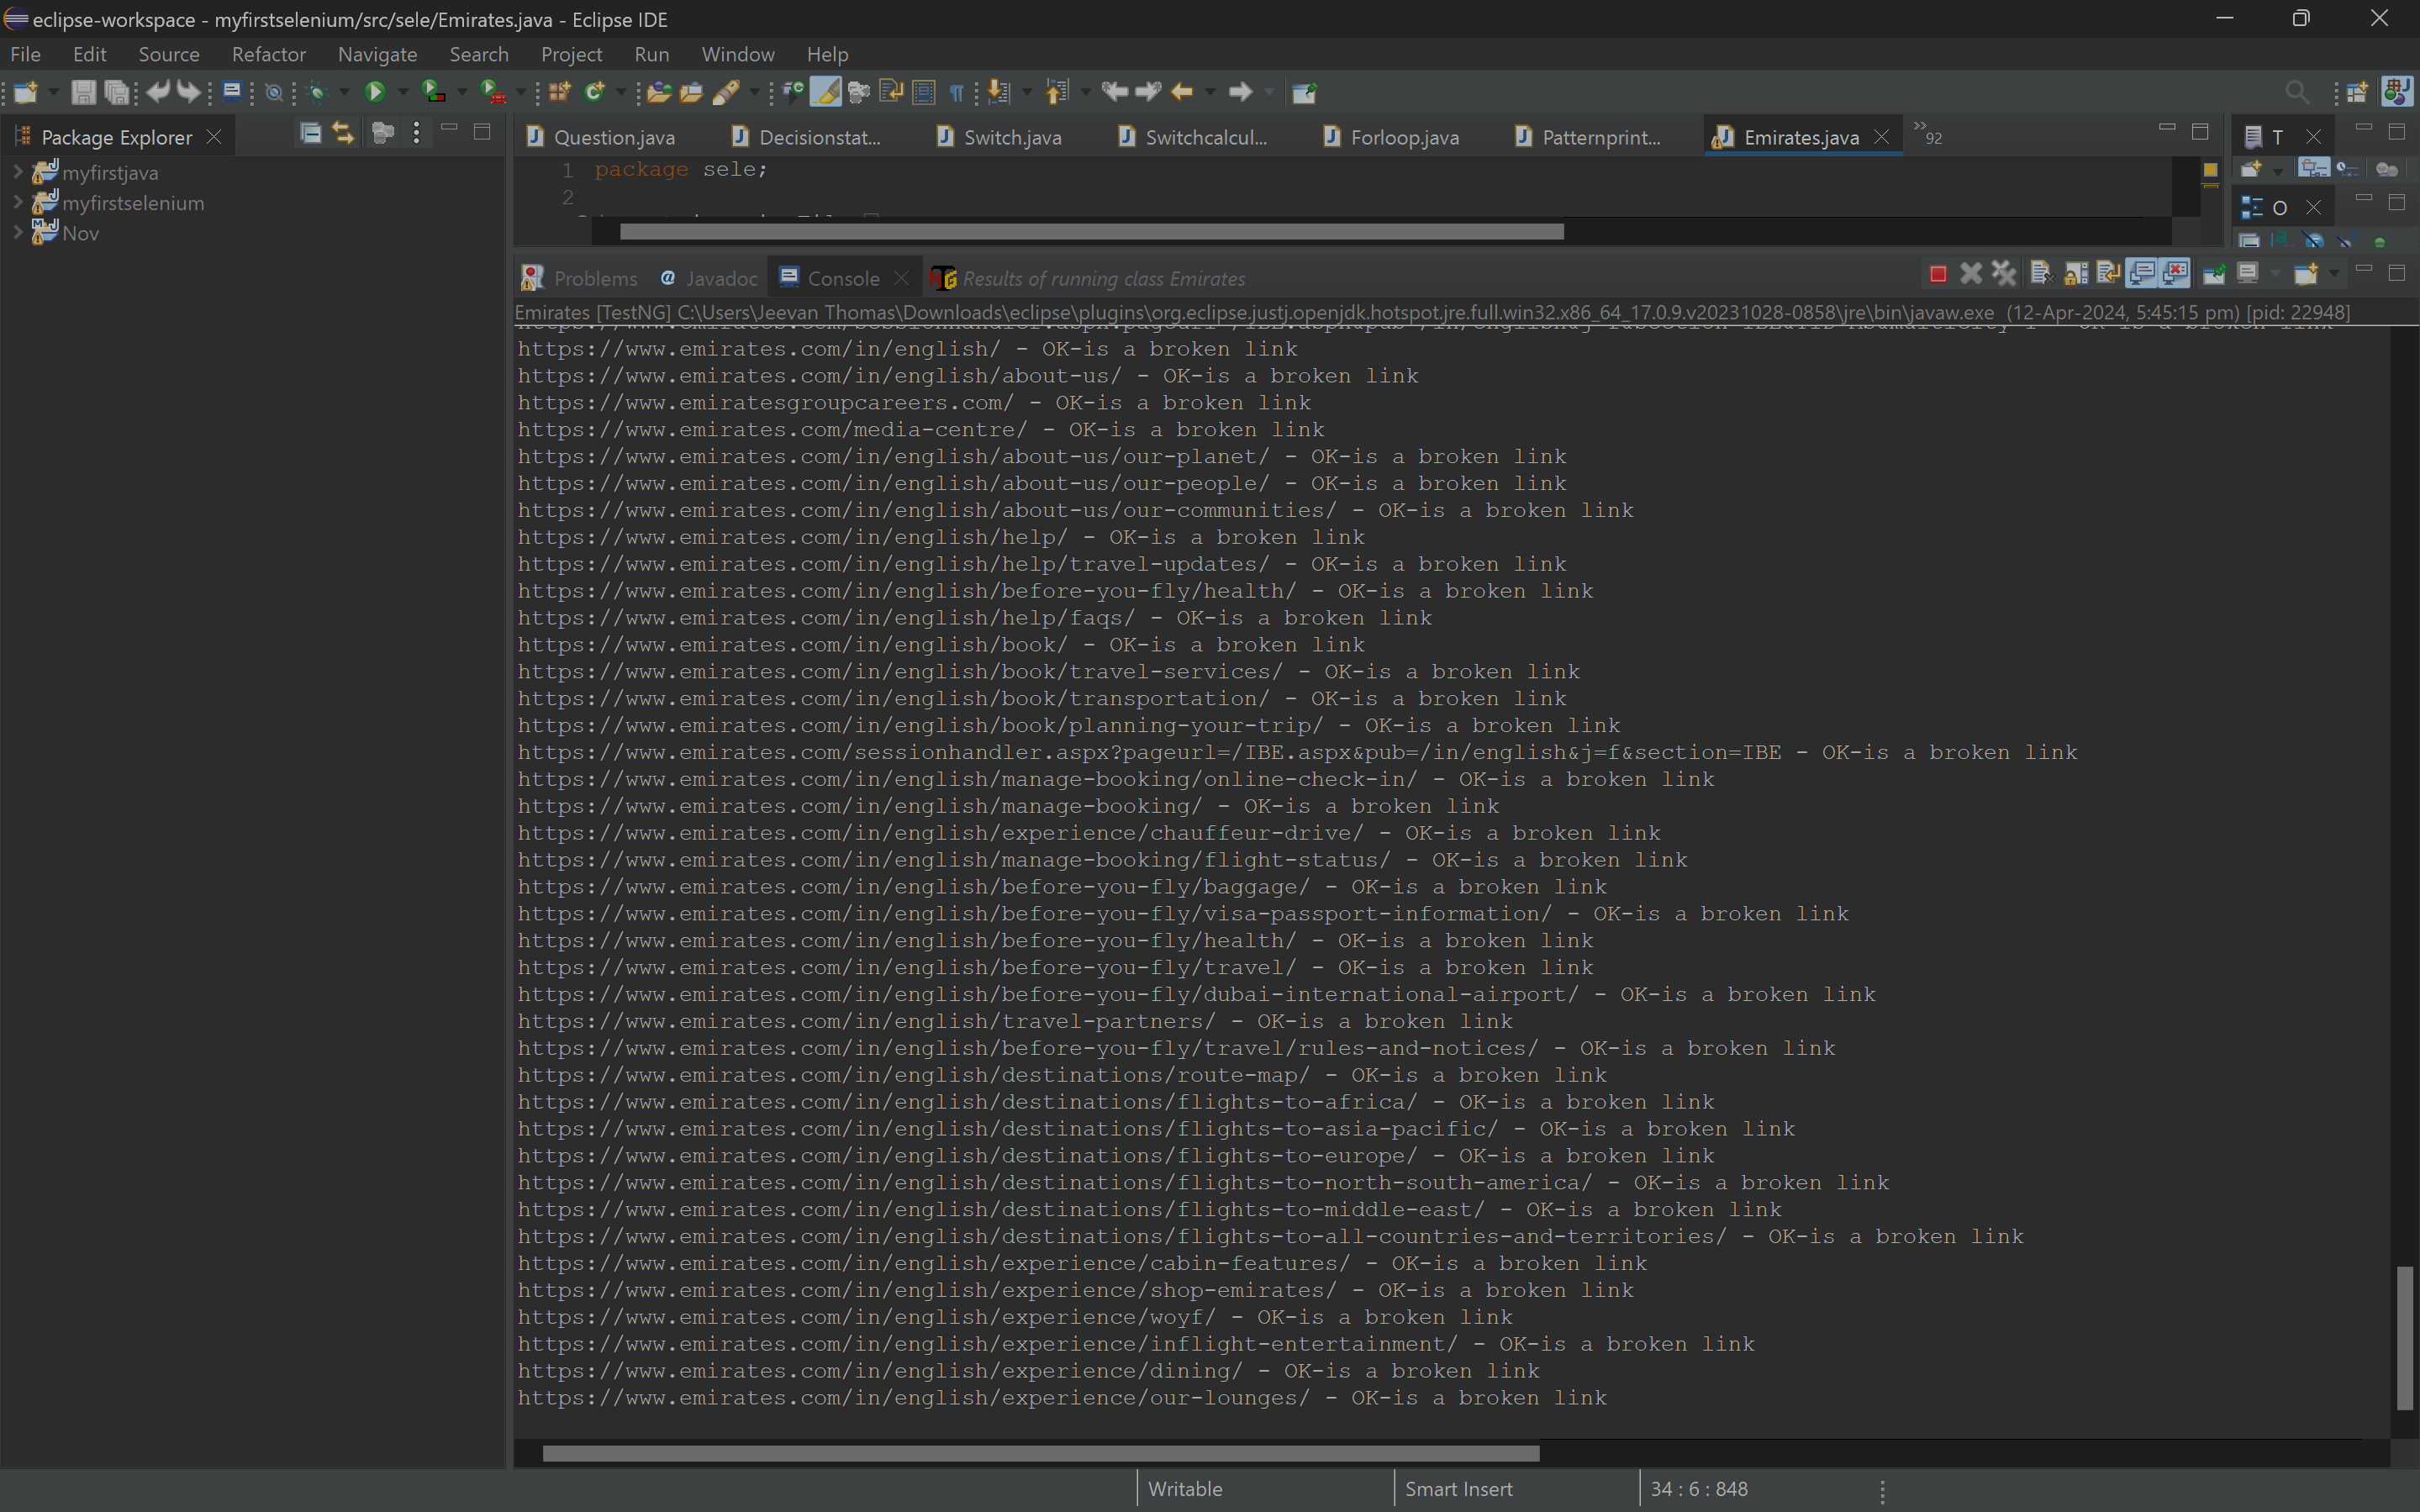 eclipse-workspace - myfirstselenium/src/sele/Emirates.java - Eclipse IDE
File Edit Source Refactor Navigate Search Project Run Window Help
Package Explorer
myfirstjava
myfirstselenium
Nov
Question.java Decisionstat... Switch.java Switchcalcul... Forloop.java Patternprint... Emirates.java 92
T
O
1 package sele;
2
Problems Javadoc Console Results of running class Emirates
Emirates [TestNG] C:\Users\Jeevan Thomas\Downloads\eclipse\plugins\org.eclipse.justj.openjdk.hotspot.jre.full.win32.x86_64_17.0.9.v20231028-0858\jre\bin\javaw.exe (12-Apr-2024, 5:45:15 pm) [pid: 22948]
https://www.emirates.com/in/english/ - OK-is a broken link
https://www.emirates.com/in/english/about-us/ - OK-is a broken link
https://www.emiratesgroupcareers.com/ - OK-is a broken link
https://www.emirates.com/media-centre/ - OK-is a broken link
https://www.emirates.com/in/english/about-us/our-planet/ - OK-is a broken link
https://www.emirates.com/in/english/about-us/our-people/ - OK-is a broken link
https://www.emirates.com/in/english/about-us/our-communities/ - OK-is a broken link
https://www.emirates.com/in/english/help/ - OK-is a broken link
https://www.emirates.com/in/english/help/travel-updates/ - OK-is a broken link
https://www.emirates.com/in/english/before-you-fly/health/ - OK-is a broken link
https://www.emirates.com/in/english/help/faqs/ - OK-is a broken link
https://www.emirates.com/in/english/book/ - OK-is a broken link
https://www.emirates.com/in/english/book/travel-services/ - OK-is a broken link
https://www.emirates.com/in/english/book/transportation/ - OK-is a broken link
https://www.emirates.com/in/english/book/planning-your-trip/ - OK-is a broken link
https://www.emirates.com/sessionhandler.aspx?pageurl=/IBE.aspx&pub=/in/english&j=f&section=IBE - OK-is a broken link
https://www.emirates.com/in/english/manage-booking/online-check-in/ - OK-is a broken link
https://www.emirates.com/in/english/manage-booking/ - OK-is a broken link
https://www.emirates.com/in/english/experience/chauffeur-drive/ - OK-is a broken link
https://www.emirates.com/in/english/manage-booking/flight-status/ - OK-is a broken link
https://www.emirates.com/in/english/before-you-fly/baggage/ - OK-is a broken link
https://www.emirates.com/in/english/before-you-fly/visa-passport-information/ - OK-is a broken link
https://www.emirates.com/in/english/before-you-fly/health/ - OK-is a broken link
https://www.emirates.com/in/english/before-you-fly/travel/ - OK-is a broken link
https://www.emirates.com/in/english/before-you-fly/dubai-international-airport/ - OK-is a broken link
https://www.emirates.com/in/english/travel-partners/ - OK-is a broken link
https://www.emirates.com/in/english/before-you-fly/travel/rules-and-notices/ - OK-is a broken link
https://www.emirates.com/in/english/destinations/route-map/ - OK-is a broken link
https://www.emirates.com/in/english/destinations/flights-to-africa/ - OK-is a broken link
https://www.emirates.com/in/english/destinations/flights-to-asia-pacific/ - OK-is a broken link
https://www.emirates.com/in/english/destinations/flights-to-europe/ - OK-is a broken link
https://www.emirates.com/in/english/destinations/flights-to-north-south-america/ - OK-is a broken link
https://www.emirates.com/in/english/destinations/flights-to-middle-east/ - OK-is a broken link
https://www.emirates.com/in/english/destinations/flights-to-all-countries-and-territories/ - OK-is a broken link
https://www.emirates.com/in/english/experience/cabin-features/ - OK-is a broken link
https://www.emirates.com/in/english/experience/shop-emirates/ - OK-is a broken link
https://www.emirates.com/in/english/experience/woyf/ - OK-is a broken link
https://www.emirates.com/in/english/experience/inflight-entertainment/ - OK-is a broken link
https://www.emirates.com/in/english/experience/dining/ - OK-is a broken link
https://www.emirates.com/in/english/experience/our-lounges/ - OK-is a broken link
Writable Smart Insert 34 : 6 : 848